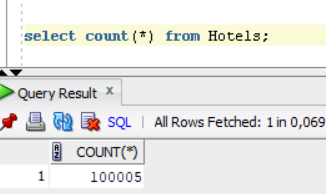 select count(*) from Hotels;
Query Result x
SQL | All Rows Fetched: 1 in 0,069
COUNT(*)
1 100005